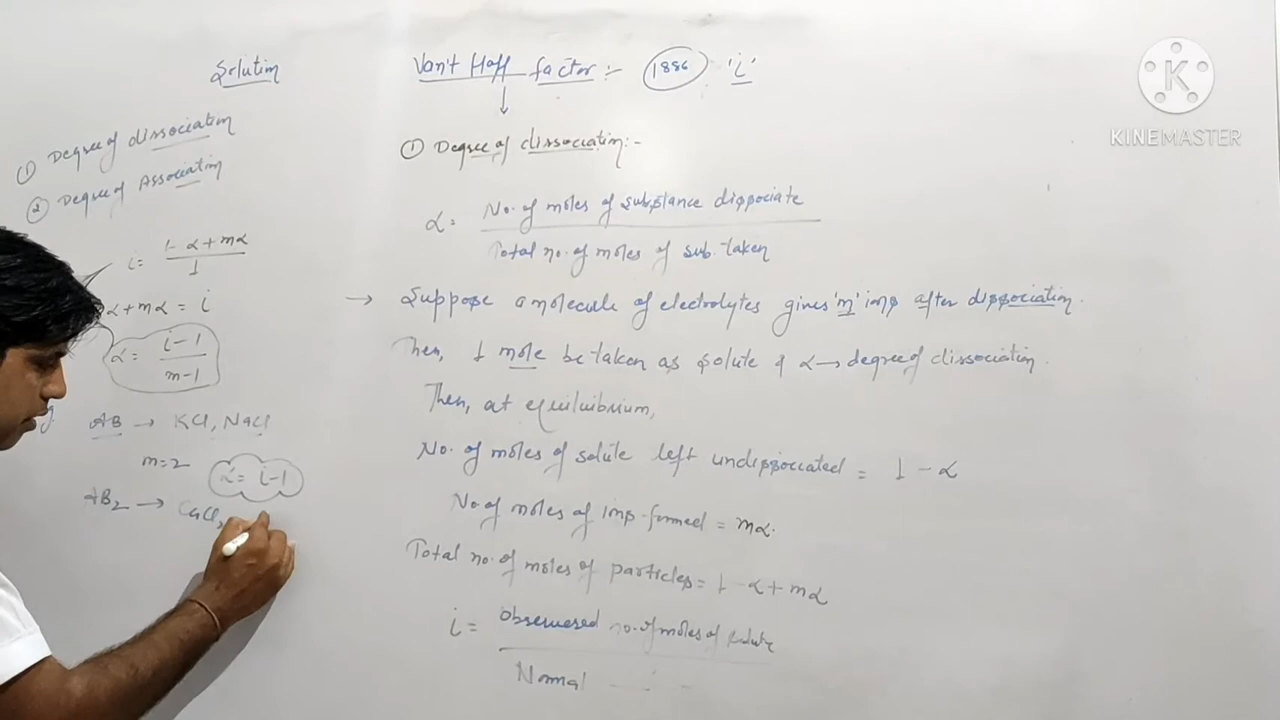 Solution
① Degree of dissociation
② Degree of Association
i = 1 - α + mα / 1
α + mα = i
α = i - 1 / m - 1
AB → KCl, NaCl
m = 2
α = i - 1
AB₂ → CaCl₂
Van't Hoff factor :- 1886 'i'
① Degree of dissociation:-
α = No. of moles of substance dissociate / Total no. of moles of sub. taken
→ Suppose a molecule of electrolytes gives 'm' ions after dissociation.
Then, 1 mole be taken as solute & α → degree of dissociation.
Then, at equiluibrium,
No. of moles of solute left undissociated = 1 - α
No of moles of ions formed = mα.
Total no. of moles of particles = 1 - α + mα
i = Obserwered no. of moles of solute / Normal
K
KINEMASTER